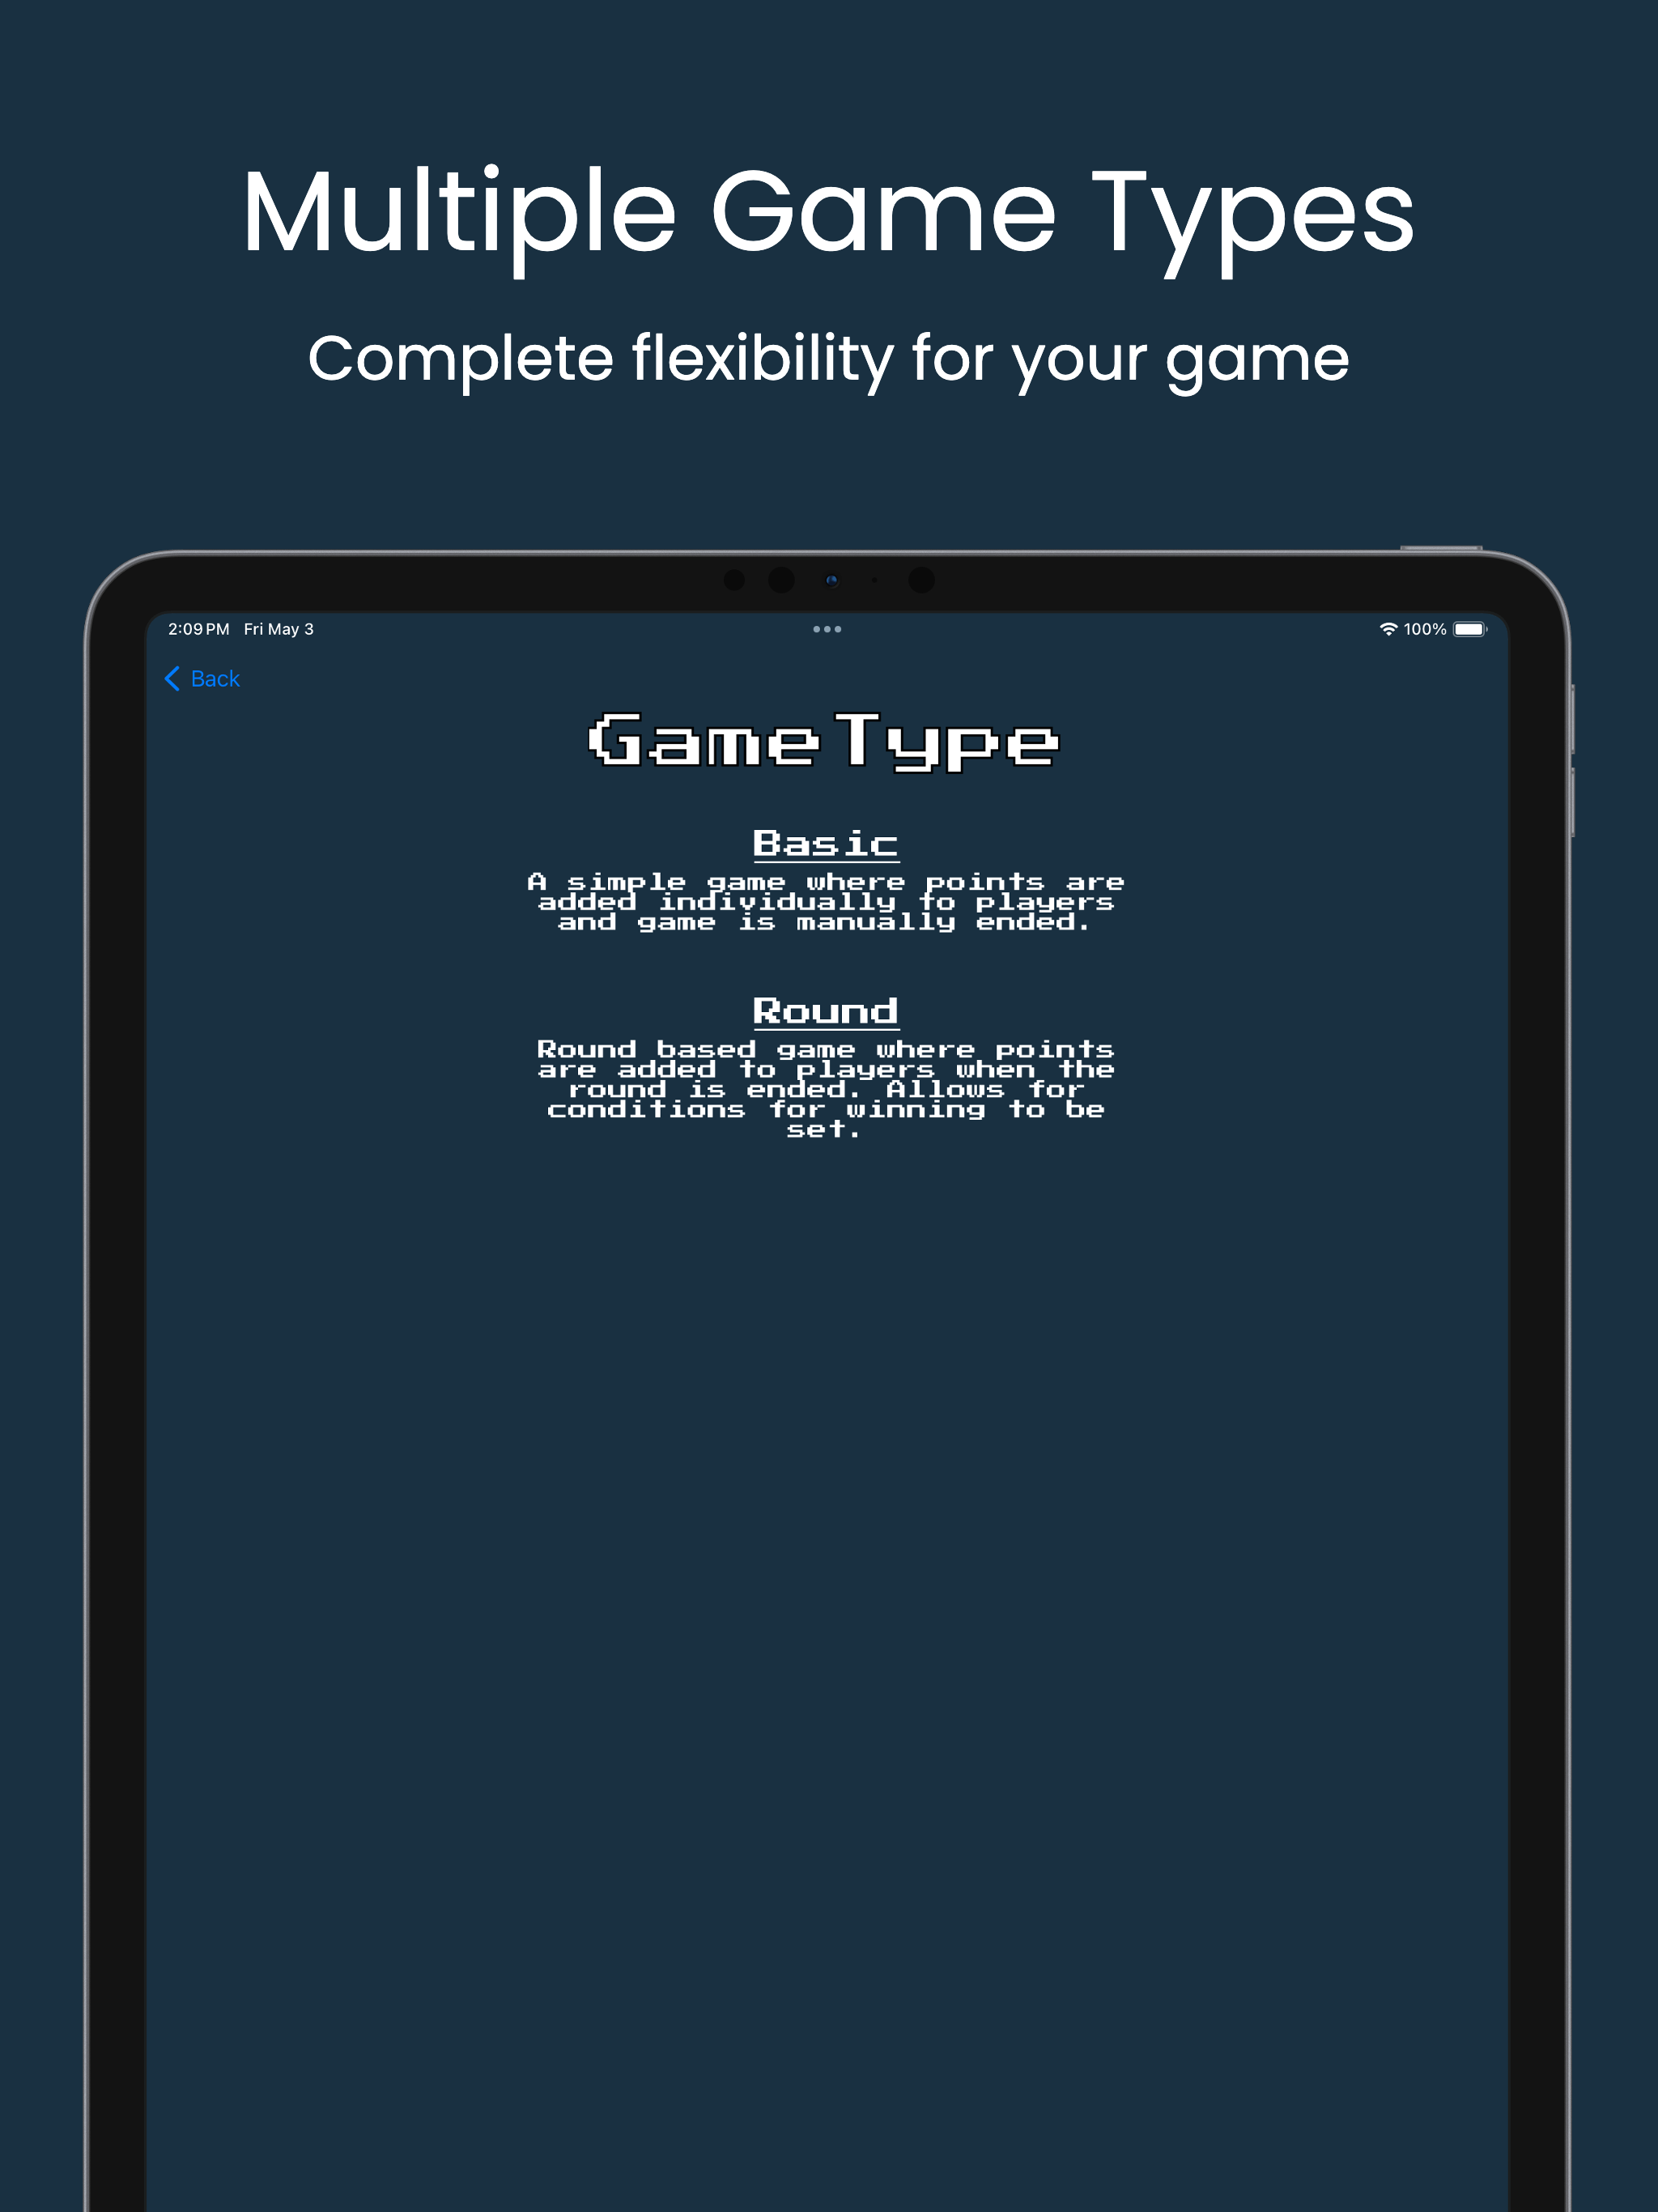 Multiple Game Types
Complete flexibility for your game
2:09 PM Fri May 3
100%
Back
GameType
Basic
A simple game where points are
added individually to players
and game is manually ended.
Round
Round based game where points
are added to players when the
round is ended. Allows for
conditions for winning to be
set.